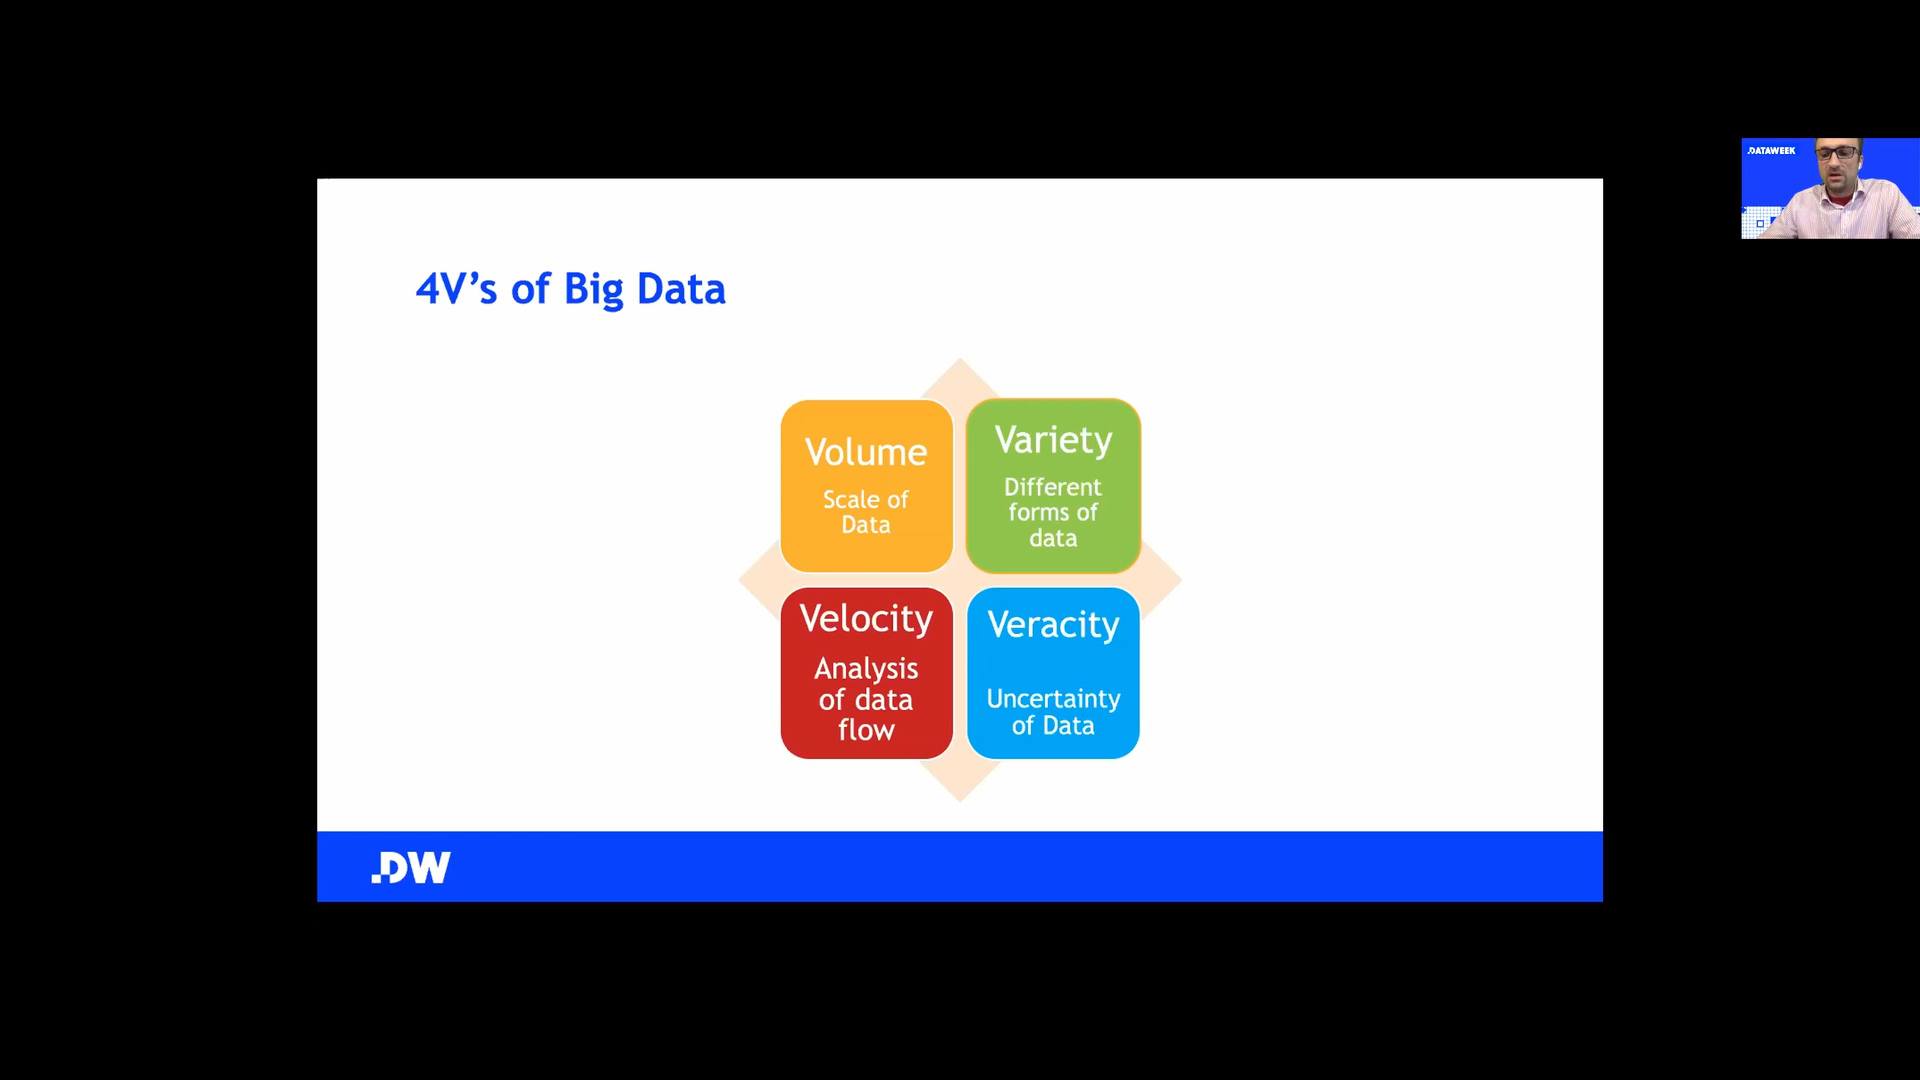 4V’s of Big Data
Volume
Scale of
Data
Variety
Different
forms of
data
Velocity
Analysis
of data
flow
Veracity
Uncertainty
of Data
.DW
.DATAWEEK